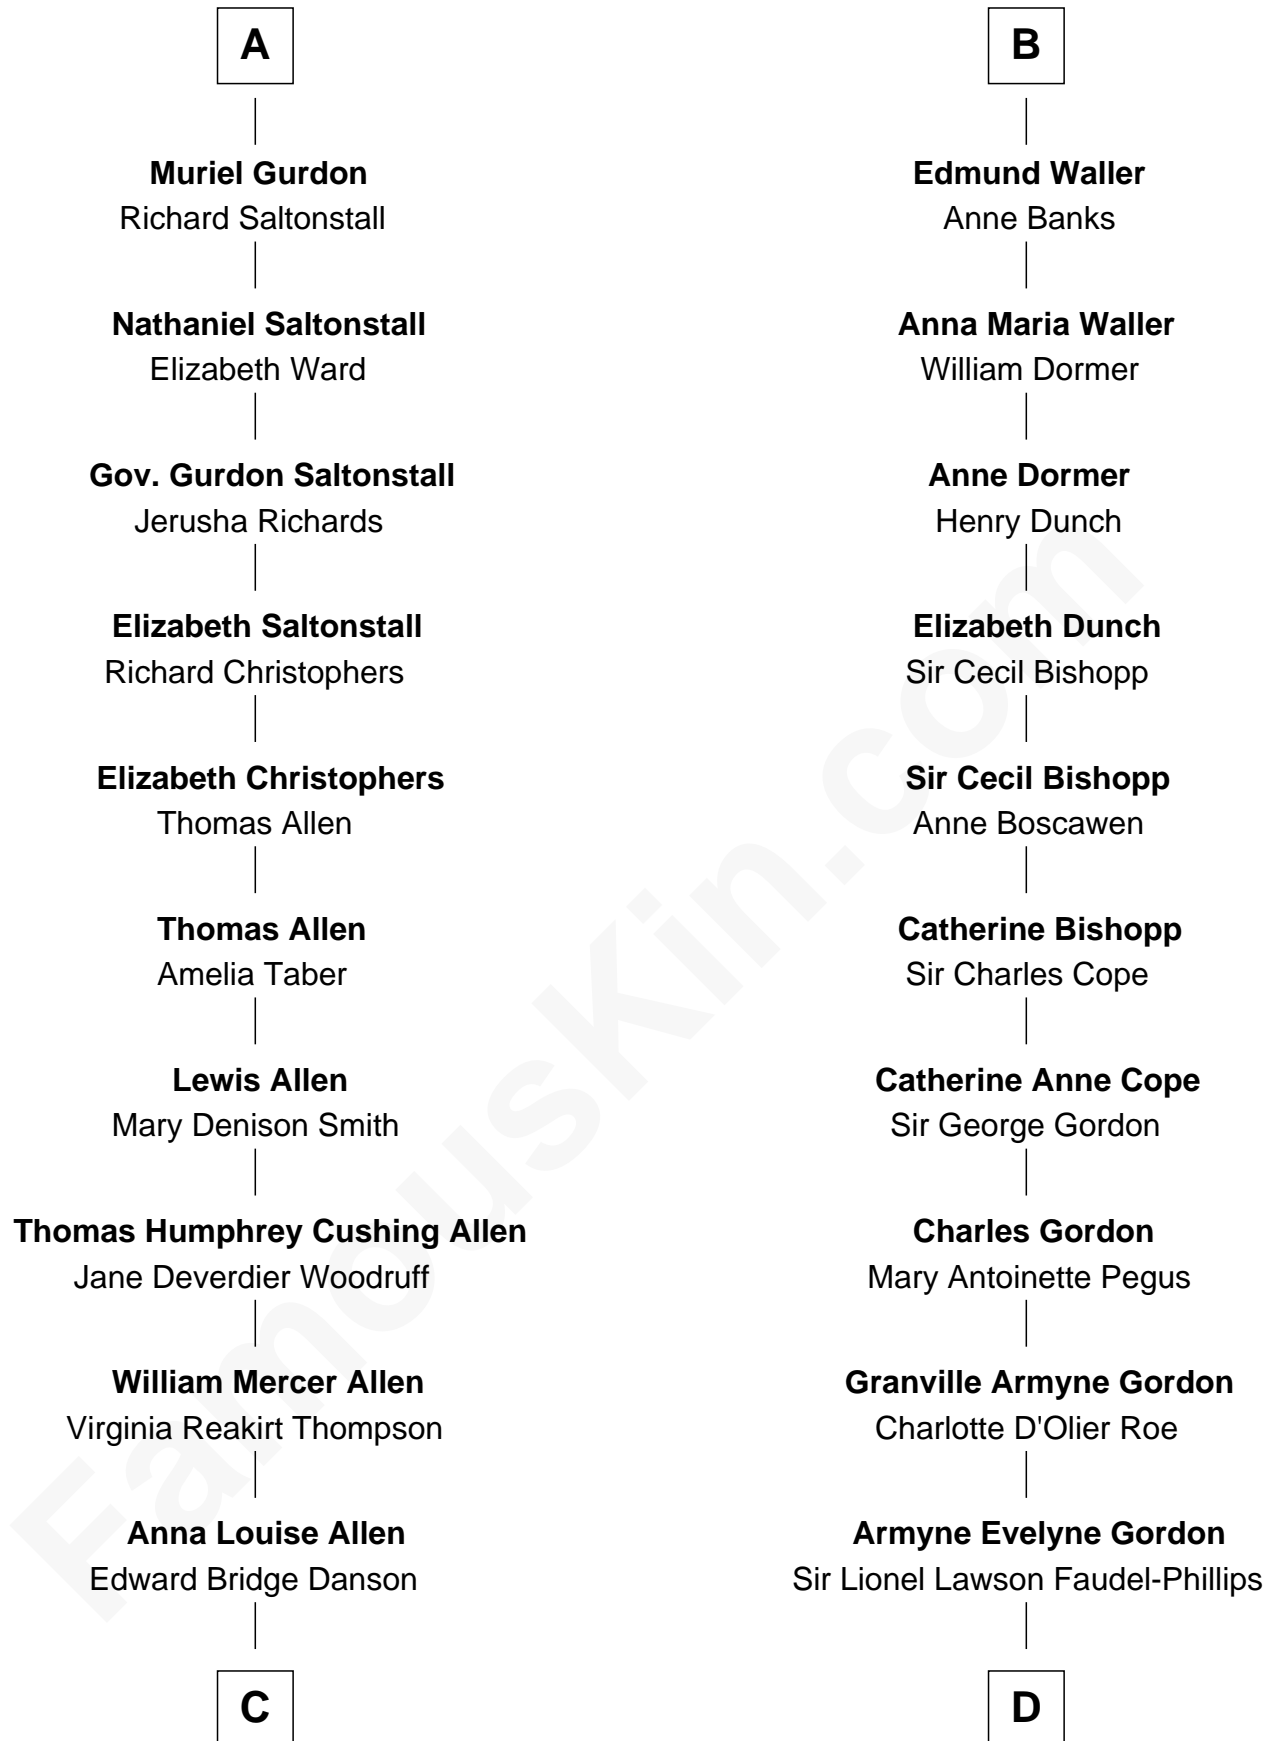 A
Muriel Gurdon
Richard Saltonstall
Nathaniel Saltonstall
Elizabeth Ward
Gov. Gurdon Saltonstall
Jerusha Richards
Elizabeth Saltonstall
Richard Christophers
Elizabeth Christophers
Thomas Allen
Thomas Allen
Amelia Taber
Lewis Allen
Mary Denison Smith
Thomas Humphrey Cushing Allen
Jane Deverdier Woodruff
William Mercer Allen
Virginia Reakirt Thompson
Anna Louise Allen
Edward Bridge Danson
C
B
Edmund Waller
Anne Banks
Anna Maria Waller
William Dormer
Anne Dormer
Henry Dunch
Elizabeth Dunch
Sir Cecil Bishopp
Sir Cecil Bishopp
Anne Boscawen
Catherine Bishopp
Sir Charles Cope
Catherine Anne Cope
Sir George Gordon
Charles Gordon
Mary Antoinette Pegus
Granville Armyne Gordon
Charlotte D'Olier Roe
Armyne Evelyne Gordon
Sir Lionel Lawson Faudel-Phillips
D
FamousKin.com